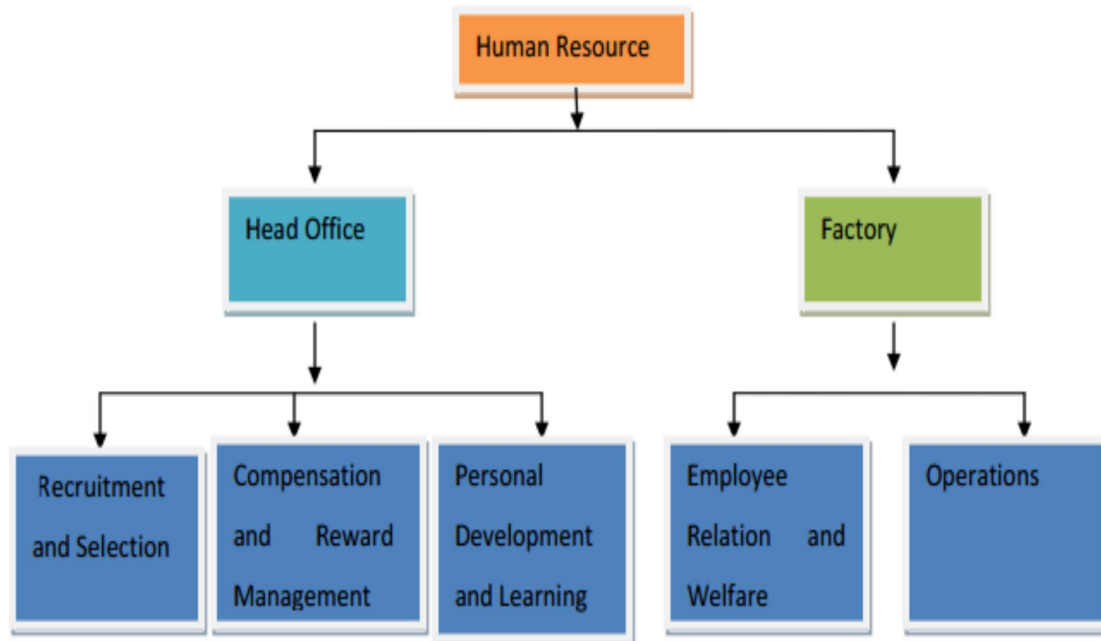 Human Resource
Head Office
Factory
Recruitment
and Selection
Compensation
and Reward
Management
Personal
Development
and Learning
Employee
Relation and
Welfare
Operations